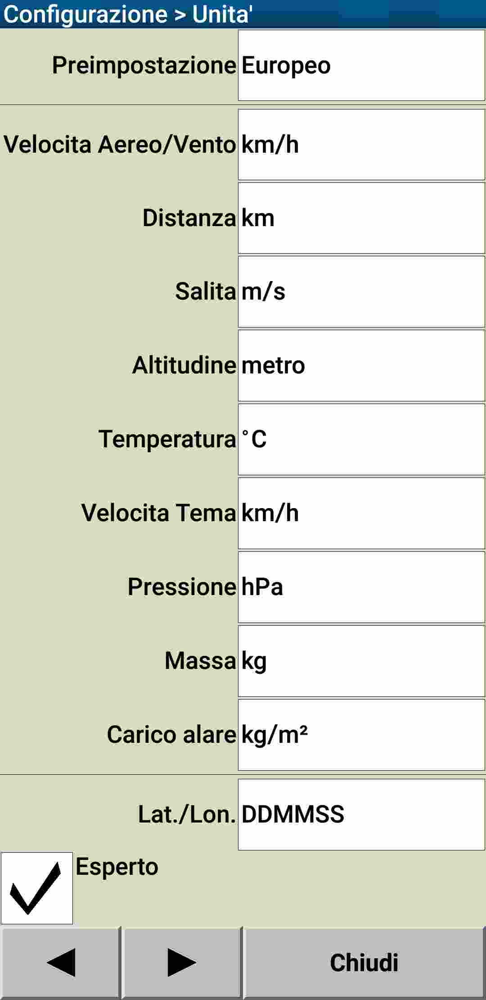 Configurazione > Unita'
Preimpostazione Europeo
Velocita Aereo/Vento km/h
Distanza km
Salita m/s
Altitudine metro
Temperatura °C
Velocita Tema km/h
Pressione hPa
Massa kg
Carico alare kg/m²
Lat./Lon. DDMMSS
Esperto
Chiudi